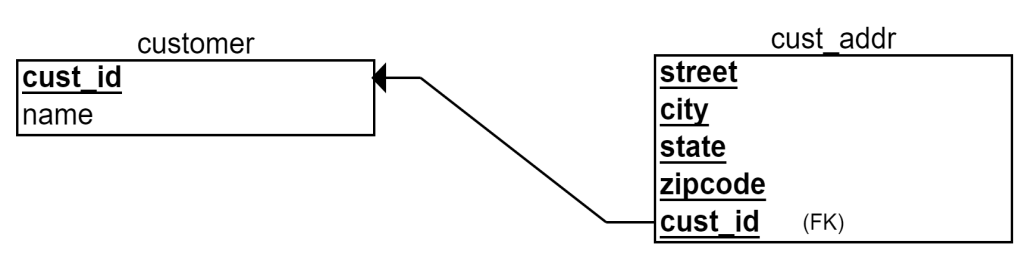 customer
cust_id
name
cust_addr
street
city
state
zipcode
cust_id (FK)